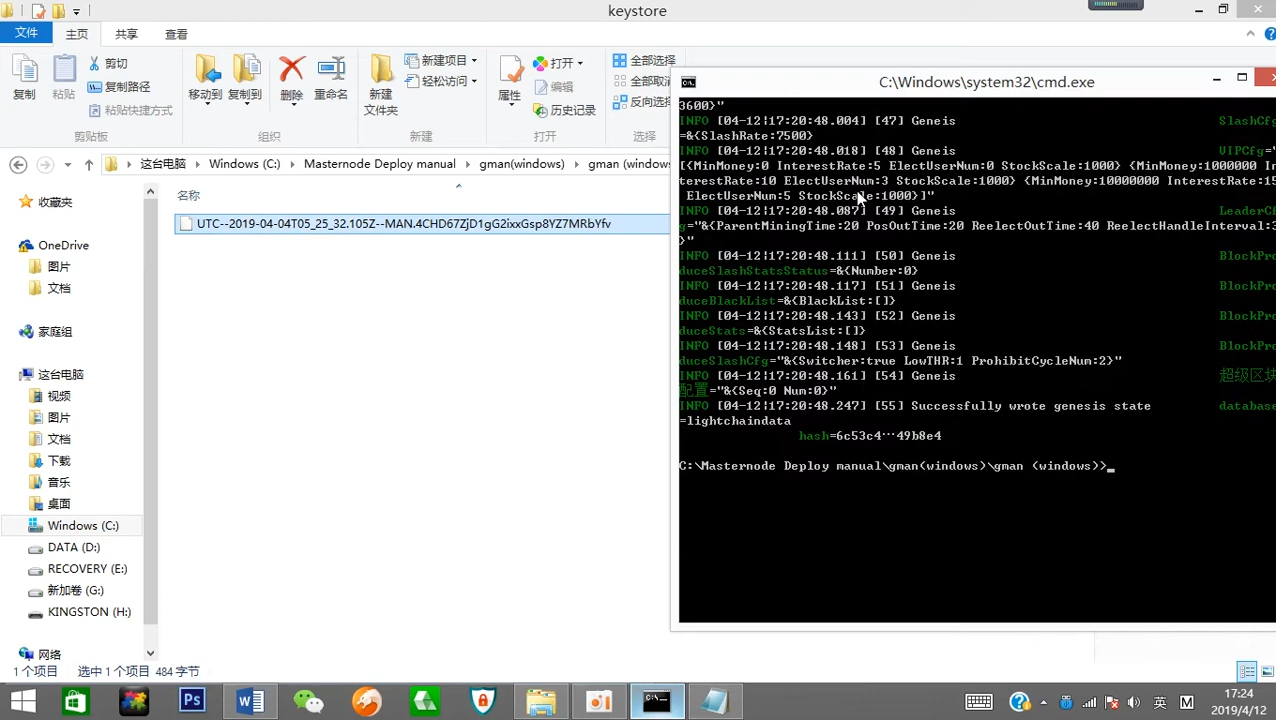 keystore
文件 主页 共享 查看
复制
粘贴
剪切
复制路径
粘贴快捷方式
剪贴板
移动到 复制到 删除 重命名
组织
新建
文件夹
新建项目
轻松访问
新建
属性
打开
编辑
历史记录
打开
全部选择
全部取消
反向选择
选择
这台电脑 Windows (C:) Masternode Deploy manual gman(windows) gman (windows
名称
UTC--2019-04-04T05_25_32.105Z--MAN.4CHD67ZjD1gG2ixxGsp8YZ7MRbYfv
收藏夹
OneDrive
图片
文档
家庭组
这台电脑
视频
图片
文档
下载
音乐
桌面
Windows (C:)
DATA (D:)
RECOVERY (E:)
新加卷 (G:)
KINGSTON (H:)
网络
1 个项目 选中 1 个项目 484 字节
C:\Windows\system32\cmd.exe
3600}"
INFO [04-12|17:20:48.004] [47] Geneis SlashCfg
=&{SlashRate:7500}
INFO [04-12|17:20:48.018] [48] Geneis VIPCfg="
[{MinMoney:0 InterestRate:5 ElectUserNum:0 StockScale:1000} {MinMoney:1000000 In
terestRate:10 ElectUserNum:3 StockScale:1000} {MinMoney:10000000 InterestRate:15
ElectUserNum:5 StockScale:1000}]"
INFO [04-12|17:20:48.087] [49] Geneis LeaderCf
g="&{ParentMiningTime:20 PosOutTime:20 ReelectOutTime:40 ReelectHandleInterval:3
}"
INFO [04-12|17:20:48.111] [50] Geneis BlockPro
duceSlashStatsStatus=&{Number:0}
INFO [04-12|17:20:48.117] [51] Geneis BlockPro
duceBlackList=&{BlackList:[]}
INFO [04-12|17:20:48.143] [52] Geneis BlockPro
duceStats=&{StatsList:[]}
INFO [04-12|17:20:48.148] [53] Geneis BlockPro
duceSlashCfg="&{Switcher:true LowTHR:1 ProhibitCycleNum:2}"
INFO [04-12|17:20:48.161] [54] Geneis 超级区块
配置="&{Seq:0 Num:0}"
INFO [04-12|17:20:48.247] [55] Successfully wrote genesis state database
=lightchaindata
hash=6c53c4…49b8e4
C:\Masternode Deploy manual\gman(windows)\gman (windows)>
Ps
英 M
17:24
2019/4/12